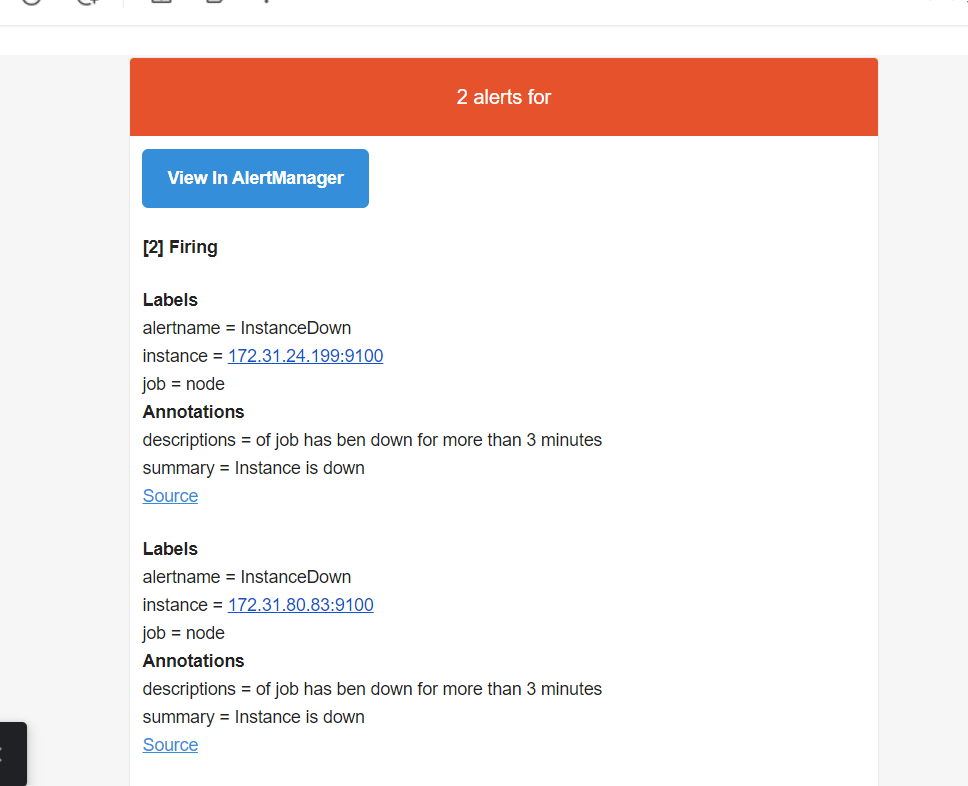 2 alerts for
View In AlertManager
[2] Firing
Labels
alertname = InstanceDown
instance = 172.31.24.199:9100
job = node
Annotations
descriptions = of job has ben down for more than 3 minutes
summary = Instance is down
Source
Labels
alertname = InstanceDown
instance = 172.31.80.83:9100
job = node
Annotations
descriptions = of job has ben down for more than 3 minutes
summary = Instance is down
Source